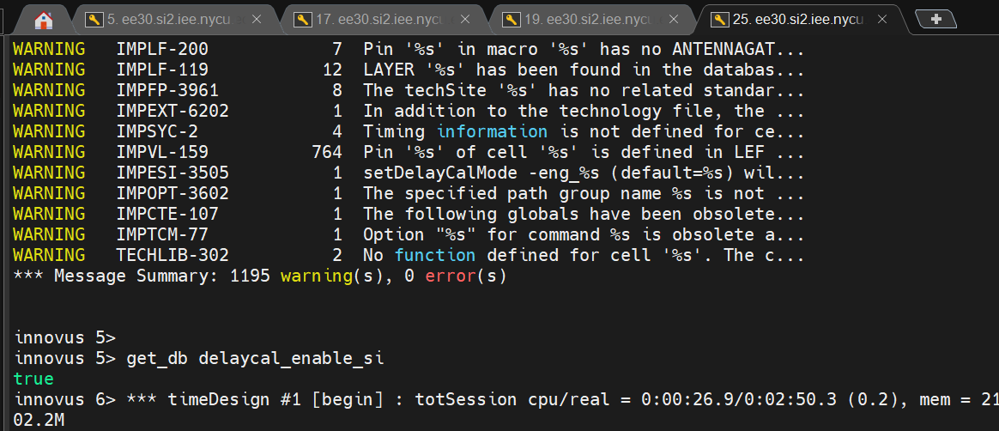 5. ee30.si2.iee.nycu
17. ee30.si2.iee.nycu
19. ee30.si2.iee.nycu
25. ee30.si2.iee.nycu
WARNING IMPLF-200 7 Pin '%s' in macro '%s' has no ANTENNAGAT...
WARNING IMPLF-119 12 LAYER '%s' has been found in the databas...
WARNING IMPFP-3961 8 The techSite '%s' has no related standar...
WARNING IMPEXT-6202 1 In addition to the technology file, the ...
WARNING IMPSYC-2 4 Timing information is not defined for ce...
WARNING IMPVL-159 764 Pin '%s' of cell '%s' is defined in LEF ...
WARNING IMPESI-3505 1 setDelayCalMode -eng_%s (default=%s) wil...
WARNING IMPOPT-3602 1 The specified path group name %s is not ...
WARNING IMPCTE-107 1 The following globals have been obsolete...
WARNING IMPTCM-77 1 Option "%s" for command %s is obsolete a...
WARNING TECHLIB-302 2 No function defined for cell '%s'. The c...
*** Message Summary: 1195 warning(s), 0 error(s)
innovus 5>
innovus 5> get_db delaycal_enable_si
true
innovus 6> *** timeDesign #1 [begin] : totSession cpu/real = 0:00:26.9/0:02:50.3 (0.2), mem = 21
02.2M